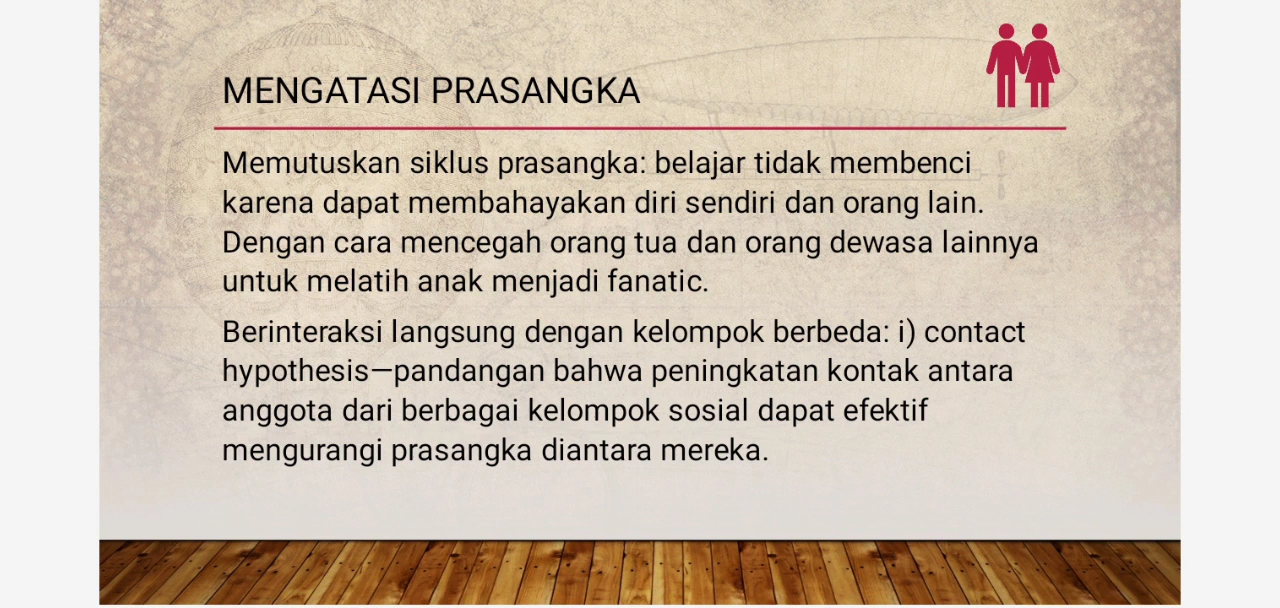 MENGATASI PRASANGKA
Memutuskan siklus prasangka: belajar tidak membenci
karena dapat membahayakan diri sendiri dan orang lain.
Dengan cara mencegah orang tua dan orang dewasa lainnya
untuk melatih anak menjadi fanatic.
Berinteraksi langsung dengan kelompok berbeda: i) contact
hypothesis—pandangan bahwa peningkatan kontak antara
anggota dari berbagai kelompok sosial dapat efektif
mengurangi prasangka diantara mereka.